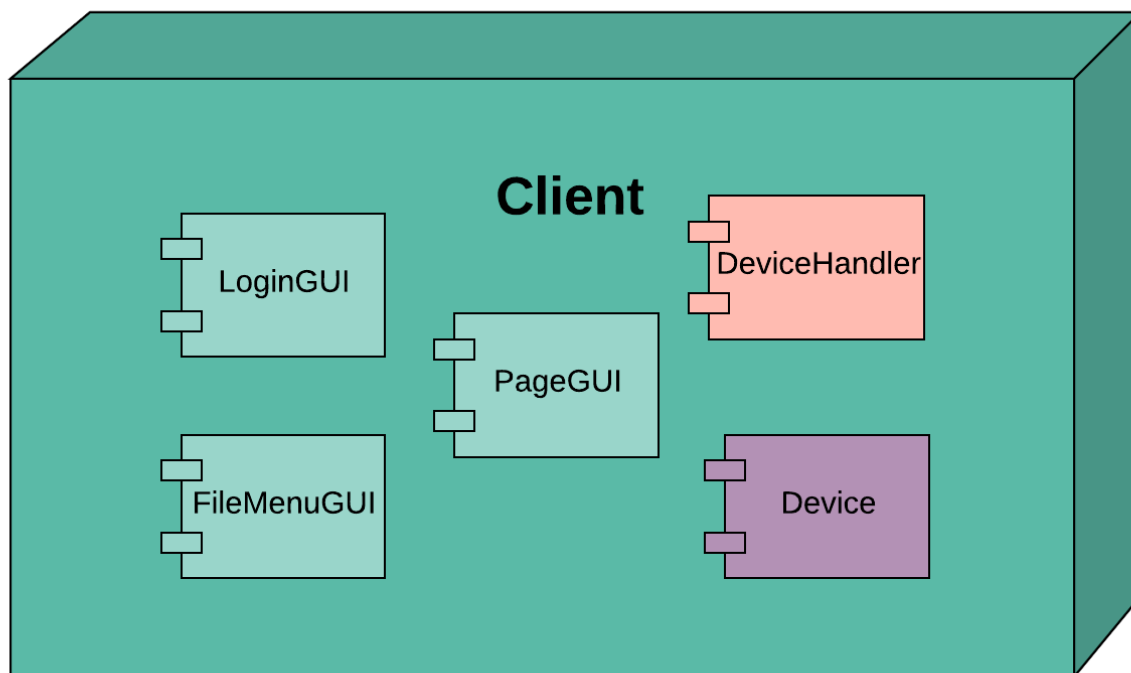 Client
LoginGUI
DeviceHandler
PageGUI
FileMenuGUI
Device